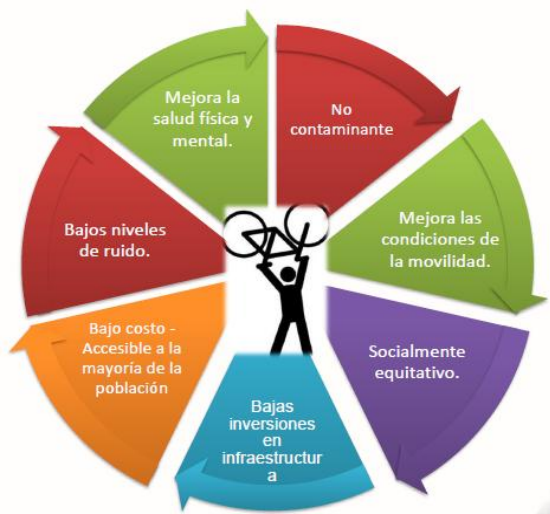 No
contaminante
Mejora las
condiciones de
la movilidad.
Socialmente
equitativo.
Bajas
inversiones
en
infraestructur
a
Bajo costo -
Accesible a la
mayoría de la
población
Bajos niveles
de ruido.
Mejora la
salud física y
mental.